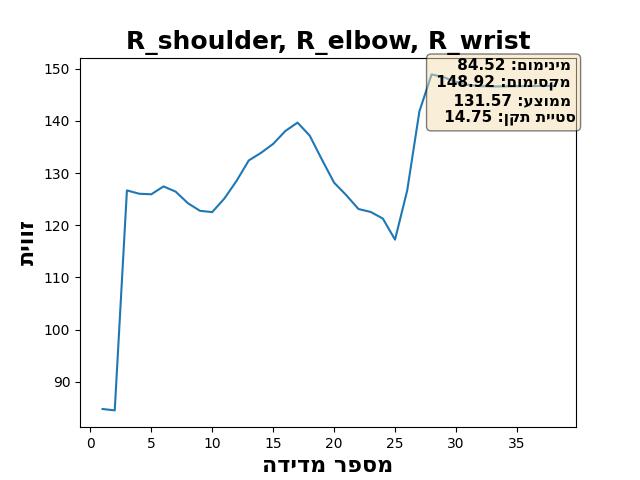 R_shoulder, R_elbow, R_wrist
מינימום: 84.52
מקסימום: 148.92
ממוצע: 131.57
סטיית תקן: 14.75
150
140
130
120
110
100
90
זווית
0 5 10 15 20 25 30 35
מספר מדידה